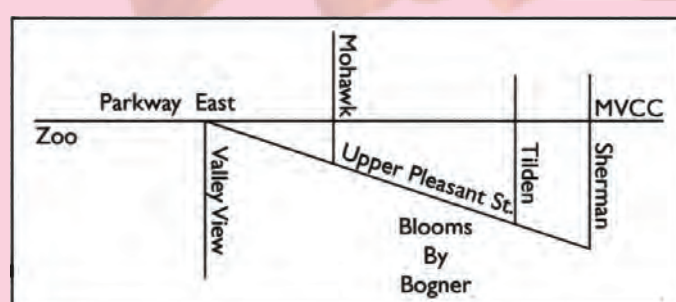 Mohawk
Parkway East
MVCC
Zoo
Valley View
Upper Pleasant St.
Tilden
Sherman
Blooms
By
Bogner